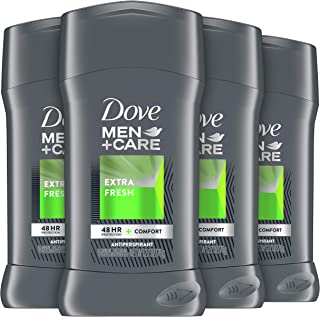 Dove
MEN
+CARE
EXTRA
FRESH
48 HR
PROTECTION
+ COMFORT
ANTIPERSPIRANT